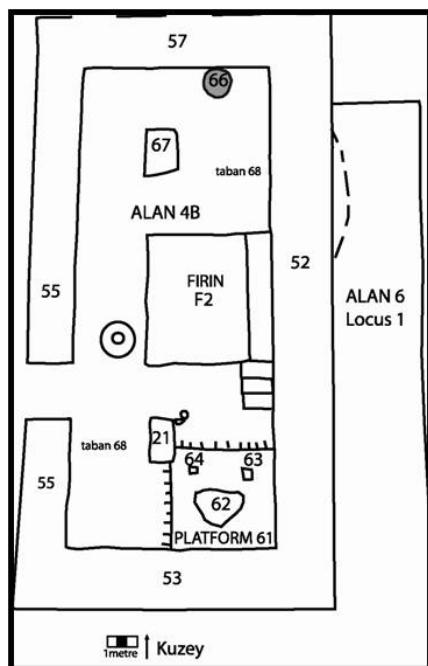 57
66
67
taban 68
ALAN 4B
52
FIRIN
F2
55
ALAN 6
Locus 1
21
taban 68
64
63
55
62
PLATFORM 61
53
1metre
Kuzey